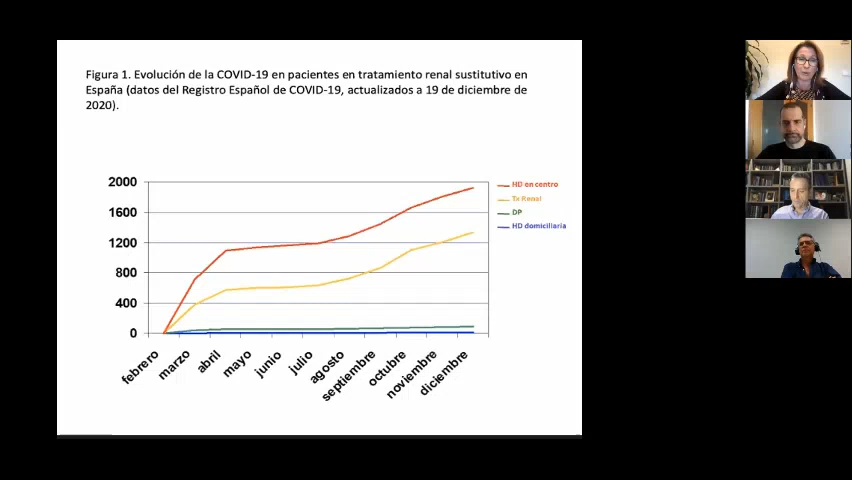 Figura 1. Evolución de la COVID-19 en pacientes en tratamiento renal sustitutivo en
España (datos del Registro Español de COVID-19, actualizados a 19 de diciembre de
2020).
2000
1600
1200
800
400
0
febrero
marzo
abril
mayo
junio
julio
agosto
septiembre
octubre
noviembre
diciembre
HD en centro
Tx Renal
DP
HD domiciliaria